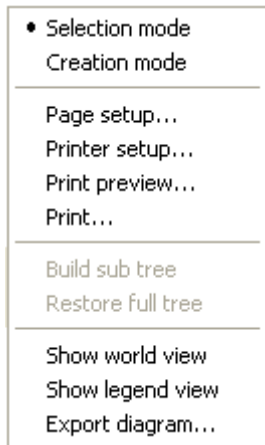 Selection mode
Creation mode
Page setup...
Printer setup...
Print preview...
Print...
Build sub tree
Restore full tree
Show world view
Show legend view
Export diagram...